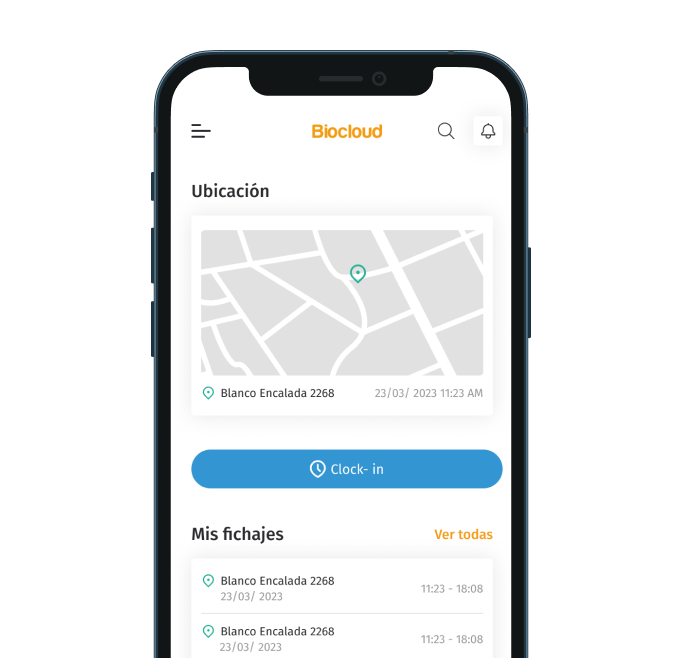 Biocloud
Ubicación
Blanco Encalada 2268 23/03/ 2023 11:23 AM
Clock- in
Mis fichajes Ver todas
Blanco Encalada 2268
23/03/ 2023 11:23 - 18:08
Blanco Encalada 2268
23/03/ 2023 11:23 - 18:08